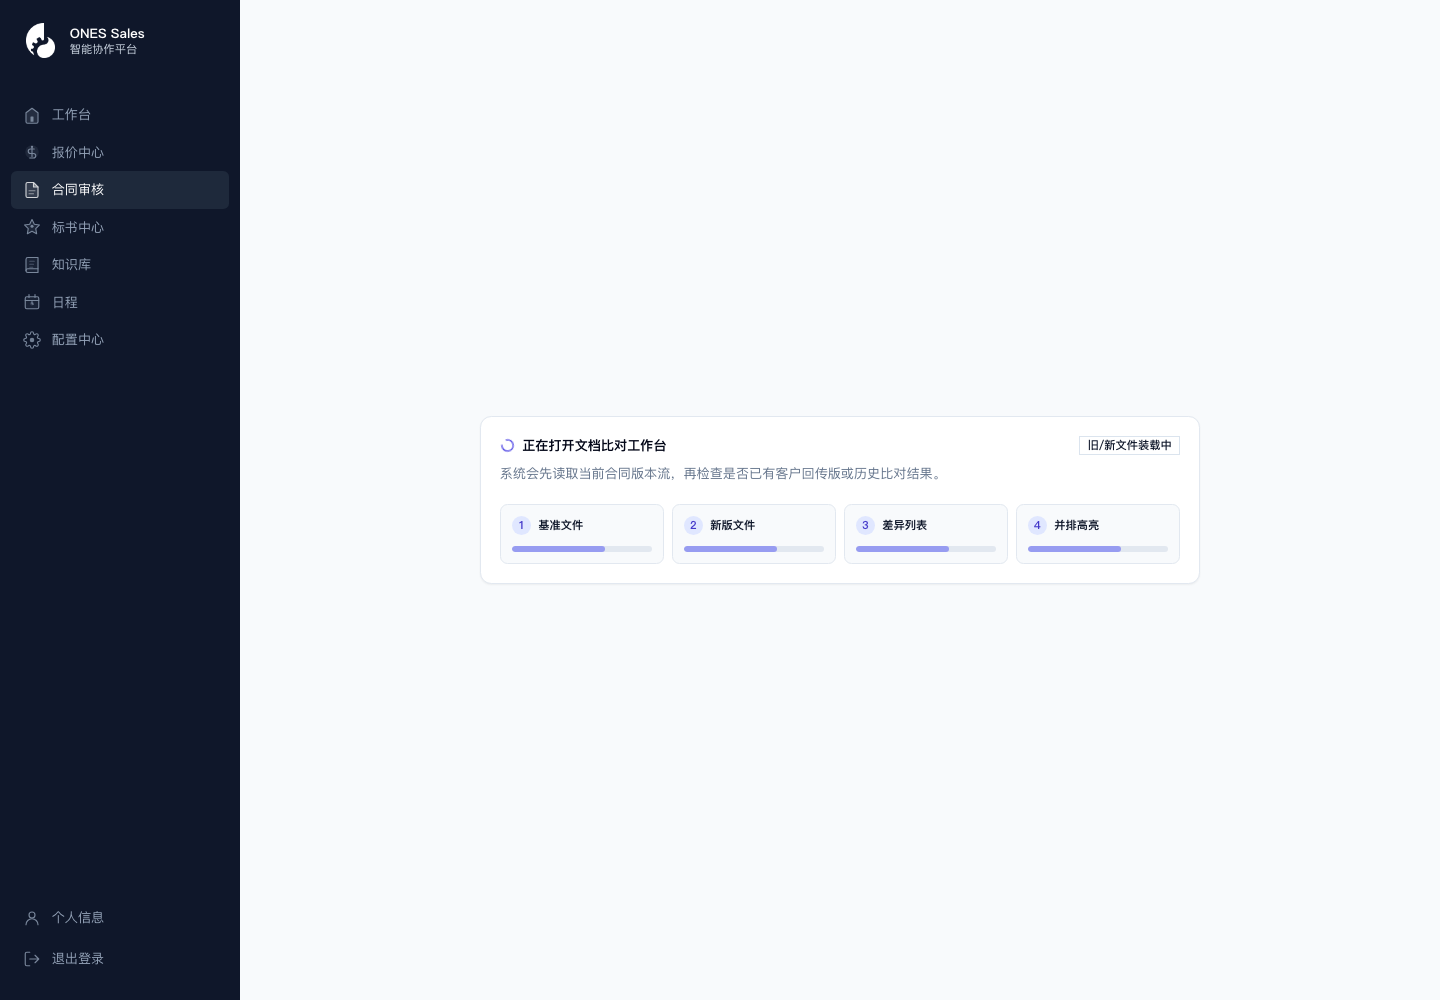 ONES Sales
智能协作平台
工作台
报价中心
合同审核
标书中心
知识库
日程
配置中心
个人信息
退出登录
正在打开文档比对工作台
旧/新文件装载中
系统会先读取当前合同版本流，再检查是否已有客户回传版或历史比对结果。
1 基准文件
2 新版文件
3 差异列表
4 并排高亮